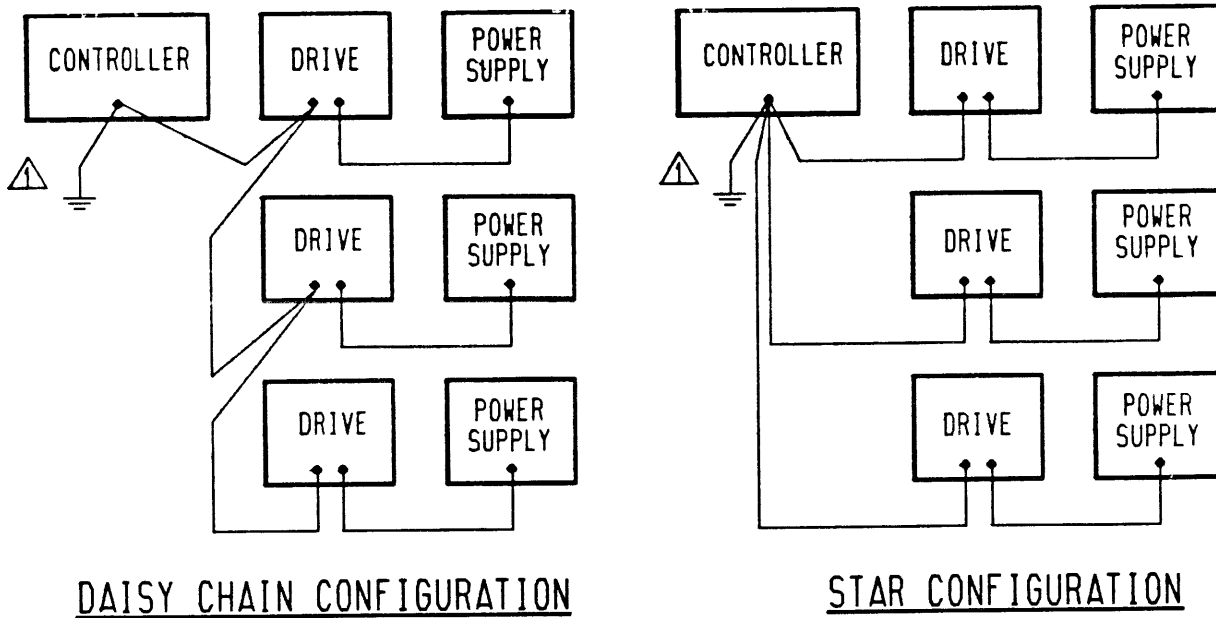 CONTROLLER
DRIVE
POWER
SUPPLY
1
DRIVE
POWER
SUPPLY
DRIVE
POWER
SUPPLY
DAISY CHAIN CONFIGURATION
CONTROLLER
DRIVE
POWER
SUPPLY
1
DRIVE
POWER
SUPPLY
DRIVE
POWER
SUPPLY
STAR CONFIGURATION